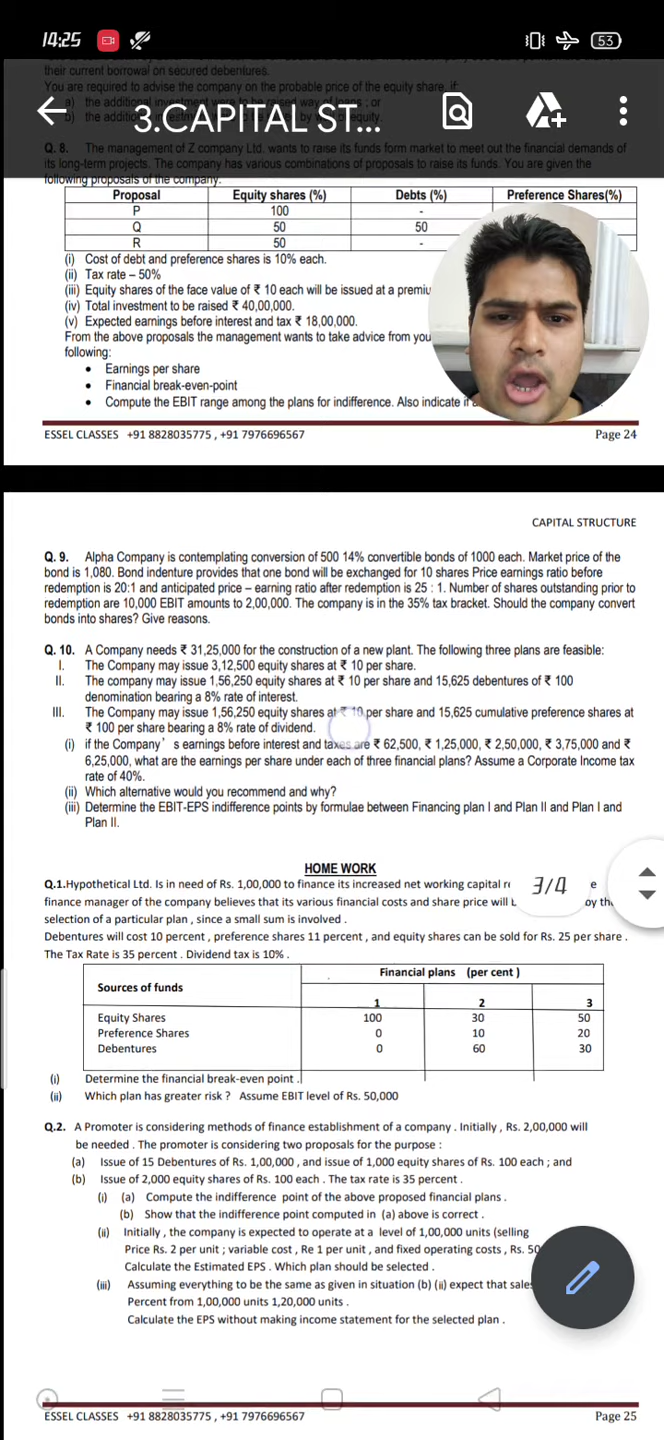 14:25
53
their current borrowal on secured debentures.
You are required to advise the company on the probable price of the equity share, if:
a) the additional investment were to be raised way of loans ; or
3.CAPITAL ST...
Q. 8. The management of Z company Ltd. wants to raise its funds form market to meet out the financial demands of
its long-term projects. The company has various combinations of proposals to raise its funds. You are given the
following proposals of the company:
Proposal Equity shares (%) Debts (%) Preference Shares(%)
P 100 -
Q 50 50
R 50 -
(i) Cost of debt and preference shares is 10% each.
(ii) Tax rate – 50%
(iii) Equity shares of the face value of ₹ 10 each will be issued at a
(iv) Total investment to be raised ₹ 40,00,000.
(v) Expected earnings before interest and tax ₹ 18,00,000.
From the above proposals the management wants to take advice from you
following:
• Earnings per share
• Financial break-even-point
• Compute the EBIT range among the plans for indifference. Also indicate
ESSEL CLASSES +91 8828035775 , +91 7976696567 Page 24
CAPITAL STRUCTURE
Q. 9. Alpha Company is contemplating conversion of 500 14% convertible bonds of 1000 each. Market price of the
bond is 1,080. Bond indenture provides that one bond will be exchanged for 10 shares Price earnings ratio before
redemption is 20:1 and anticipated price – earning ratio after redemption is 25 : 1. Number of shares outstanding prior to
redemption are 10,000 EBIT amounts to 2,00,000. The company is in the 35% tax bracket. Should the company convert
bonds into shares? Give reasons.
Q. 10. A Company needs ₹ 31,25,000 for the construction of a new plant. The following three plans are feasible:
I. The Company may issue 3,12,500 equity shares at ₹ 10 per share.
II. The company may issue 1,56,250 equity shares at ₹ 10 per share and 15,625 debentures of ₹ 100
denomination bearing a 8% rate of interest.
III. The Company may issue 1,56,250 equity shares at ₹ 10 per share and 15,625 cumulative preference shares at
₹ 100 per share bearing a 8% rate of dividend.
(i) if the Company's earnings before interest and taxes are ₹ 62,500, ₹ 1,25,000, ₹ 2,50,000, ₹ 3,75,000 and ₹
6,25,000, what are the earnings per share under each of three financial plans? Assume a Corporate Income tax
rate of 40%.
(ii) Which alternative would you recommend and why?
(iii) Determine the EBIT-EPS indifference points by formulae between Financing plan I and Plan II and Plan I and
Plan II.
HOME WORK
Q.1.Hypothetical Ltd. Is in need of Rs. 1,00,000 to finance its increased net working capital
3/4
finance manager of the company believes that its various financial costs and share price will
selection of a particular plan , since a small sum is involved .
Debentures will cost 10 percent , preference shares 11 percent , and equity shares can be sold for Rs. 25 per share .
The Tax Rate is 35 percent . Dividend tax is 10% .
Sources of funds Financial plans (per cent )
1 2 3
Equity Shares 100 30 50
Preference Shares 0 10 20
Debentures 0 60 30
(i) Determine the financial break-even point .
(ii) Which plan has greater risk ? Assume EBIT level of Rs. 50,000
Q.2. A Promoter is considering methods of finance establishment of a company . Initially , Rs. 2,00,000 will
be needed . The promoter is considering two proposals for the purpose :
(a) Issue of 15 Debentures of Rs. 1,00,000 , and issue of 1,000 equity shares of Rs. 100 each ; and
(b) Issue of 2,000 equity shares of Rs. 100 each . The tax rate is 35 percent .
(i) (a) Compute the indifference point of the above proposed financial plans .
(b) Show that the indifference point computed in (a) above is correct .
(ii) Initially , the company is expected to operate at a level of 1,00,000 units (selling
Price Rs. 2 per unit ; variable cost , Re 1 per unit , and fixed operating costs , Rs.
Calculate the Estimated EPS . Which plan should be selected .
(iii) Assuming everything to be the same as given in situation (b) (ii) expect that
Percent from 1,00,000 units 1,20,000 units .
Calculate the EPS without making income statement for the selected plan .
ESSEL CLASSES +91 8828035775 , +91 7976696567 Page 25